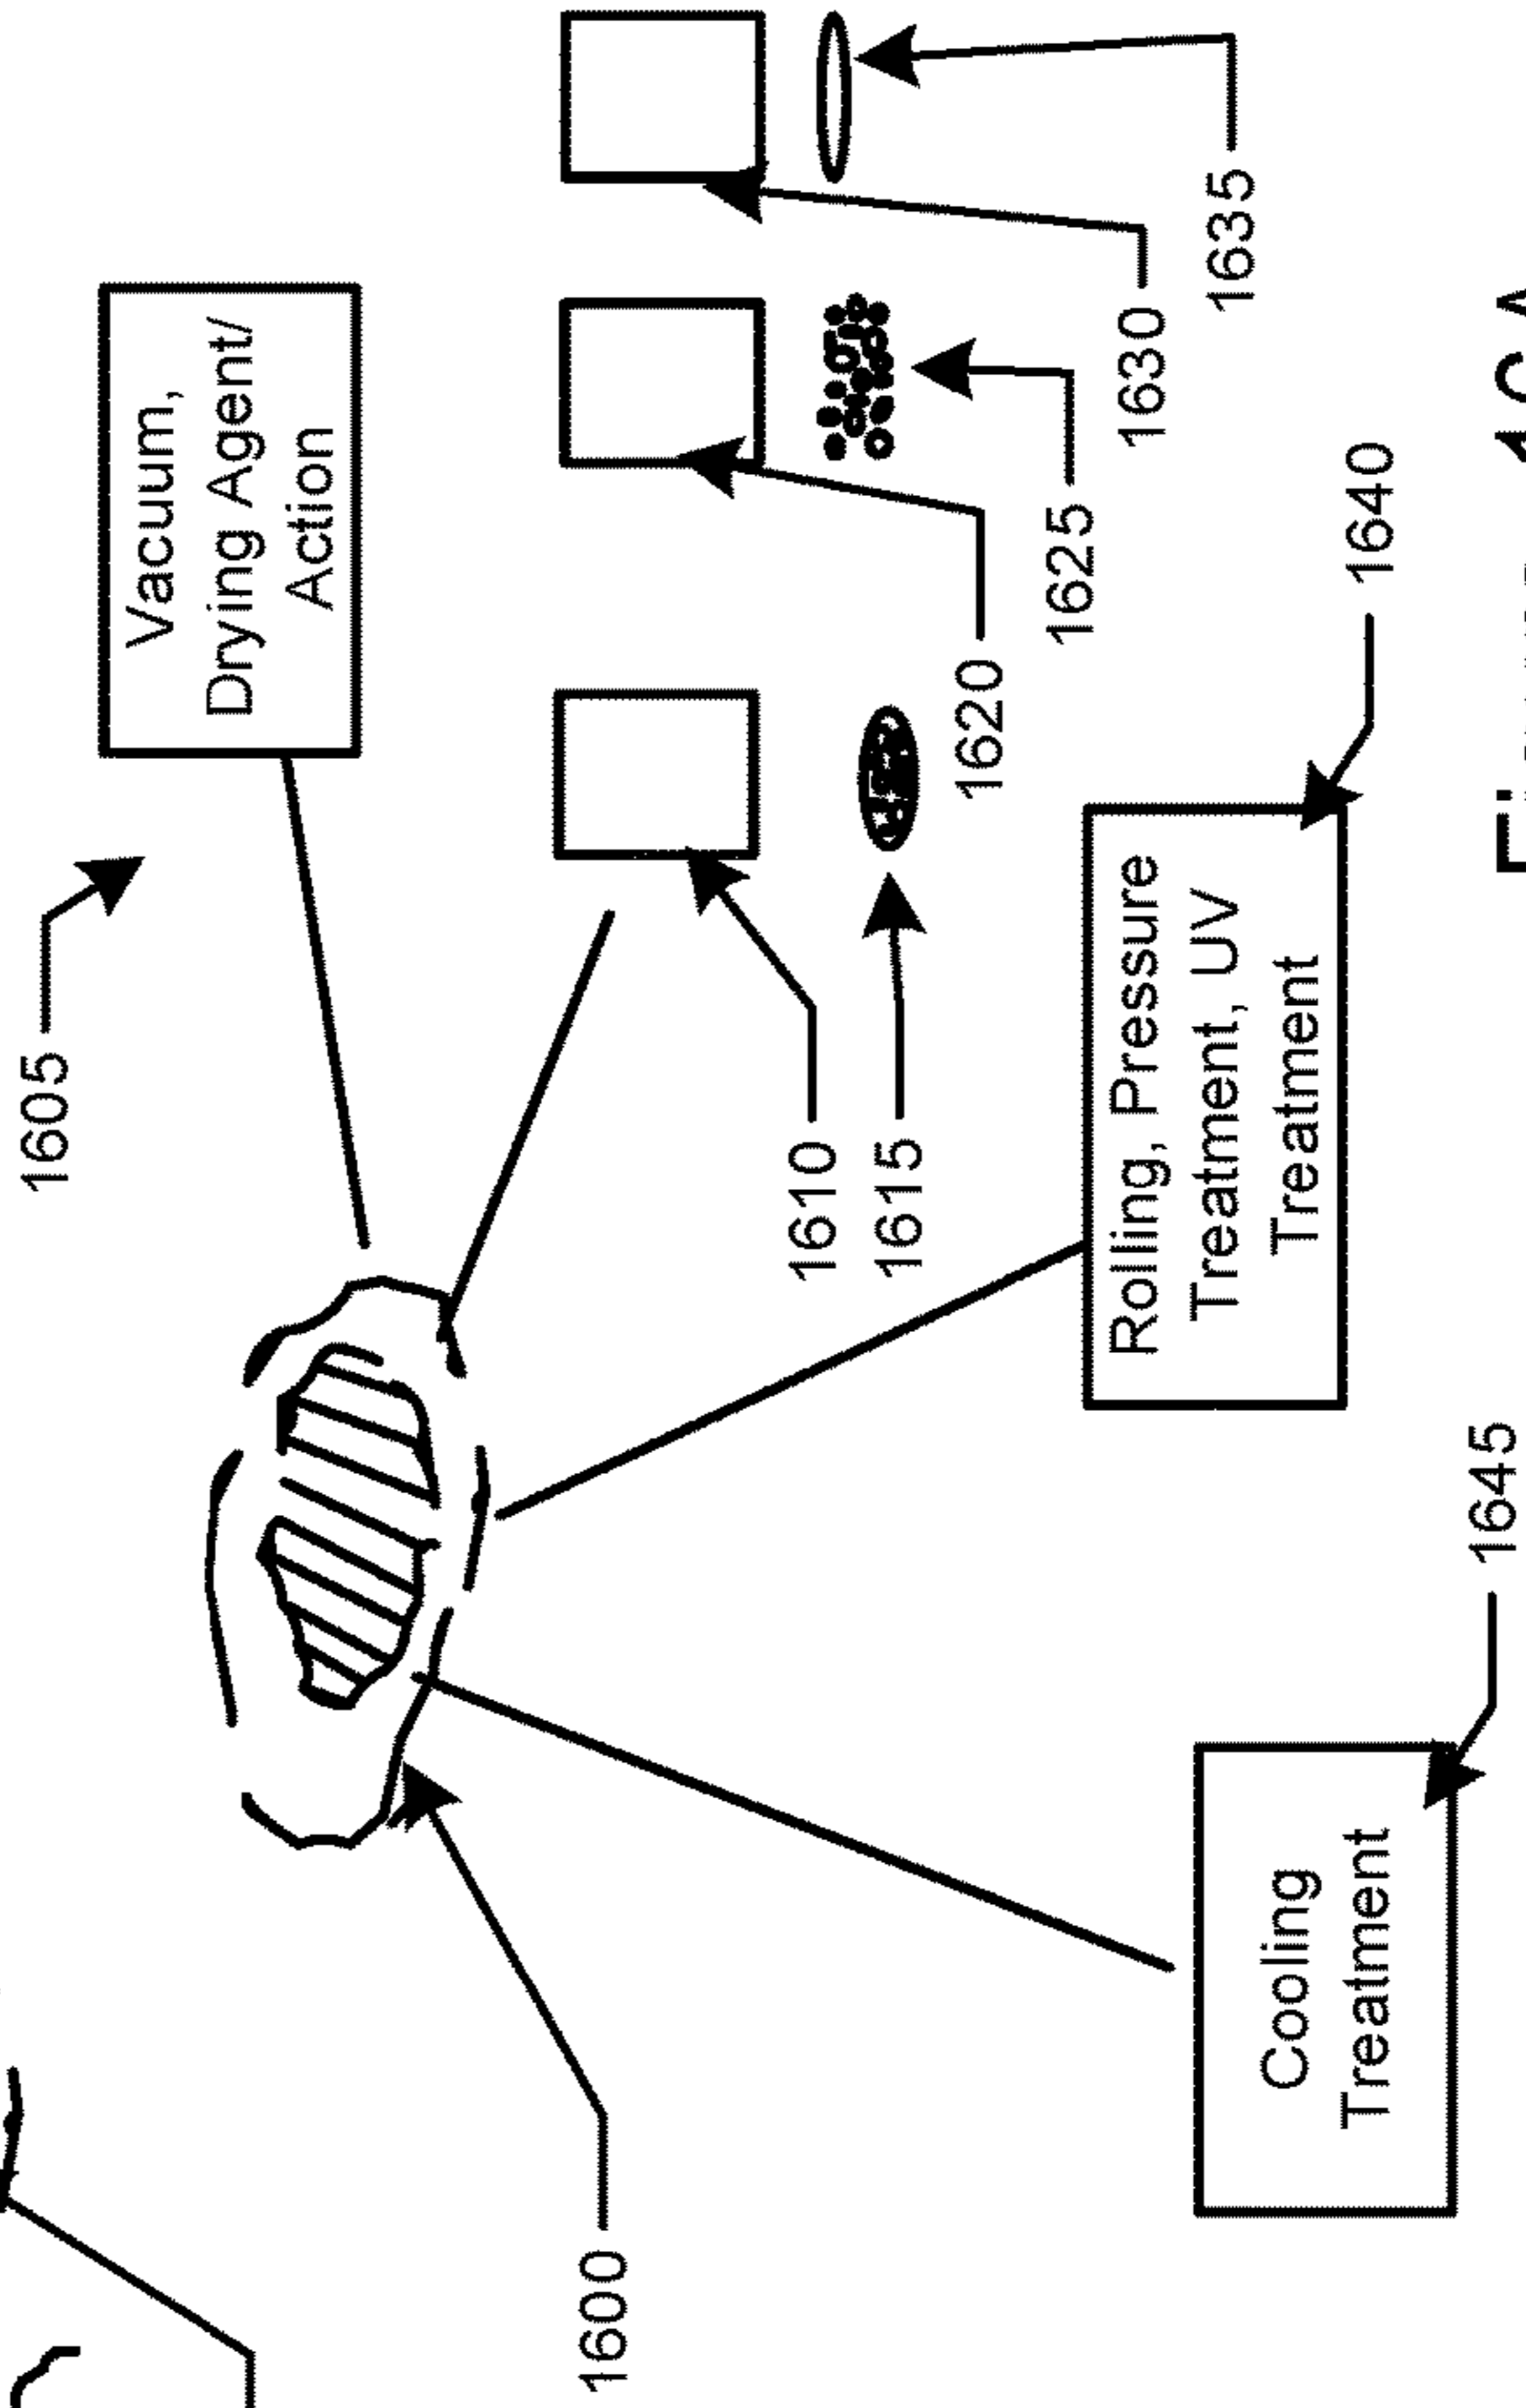 1605
Vacuum,
Drying Agent/
Action
1600
1610
1615
1620
1625
1630
1635
Rolling, Pressure
Treatment, UV
Treatment
1640
Cooling
Treatment
1645